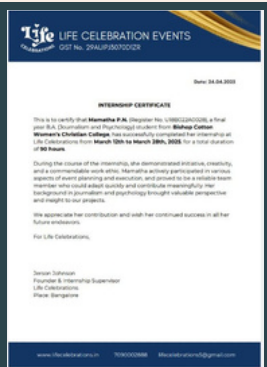 Life
LIFE CELEBRATION EVENTS
GST No. 29ALIPJ3070D1ZR
Date: 24.04.2025
INTERNSHIP CERTIFICATE
This is to certify that Mamatha P.N. (Register No: ), a final
year B.A. (Journalism and Psychology) student from Bishop Cotton
Women's Christian College, has successfully completed her internship at
Life Celebrations from March 12th to March 28th, 2025, for a total duration
of 90 hours.
During the course of the internship, she demonstrated initiative, creativity,
and a commendable work ethic. Mamatha actively participated in various
aspects of event planning and execution, and proved to be a reliable team
member who could adapt quickly and contribute meaningfully. Her
background in journalism and psychology brought valuable perspective
and insight to our projects.
We appreciate her contribution and wish her continued success in all her
future endeavors.
For Life Celebrations,
Jenson Johnson
Founder & Internship Supervisor
Life Celebrations
Place: Bangalore
www.lifecelebrations.in 7090002888 lifecelebrations5@gmail.com